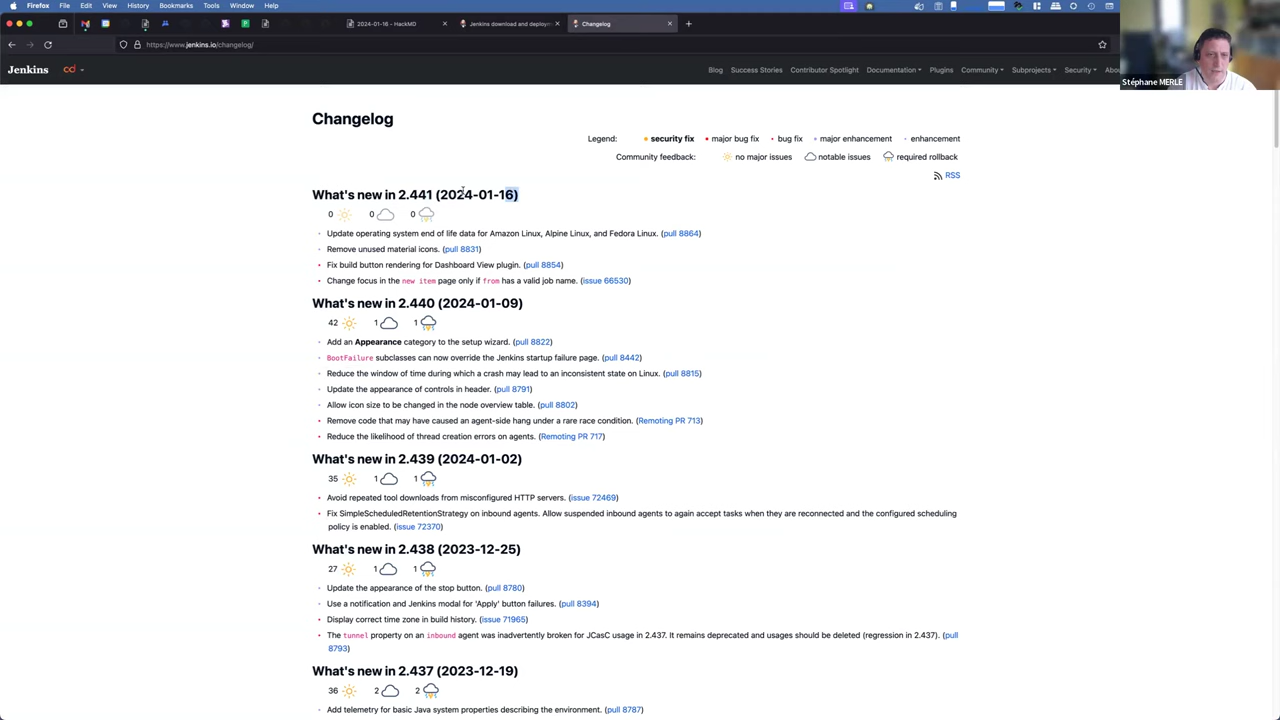 Firefox File Edit View History Bookmarks Tools Window Help
2024-01-16 - HackMD
Jenkins download and deploym
Changelog
https://www.jenkins.io/changelog/
Jenkins
cd
Blog Success Stories Contributor Spotlight Documentation Plugins Community Subprojects Security Abou
Stéphane MERLE
Changelog
Legend: security fix major bug fix bug fix major enhancement enhancement
Community feedback: no major issues notable issues required rollback
RSS
What's new in 2.441 (2024-01-16)
0 0 0
Update operating system end of life data for Amazon Linux, Alpine Linux, and Fedora Linux. (pull 8864)
Remove unused material icons. (pull 8831)
Fix build button rendering for Dashboard View plugin. (pull 8854)
Change focus in the new item page only if from has a valid job name. (issue 66530)
What's new in 2.440 (2024-01-09)
42 1 1
Add an Appearance category to the setup wizard. (pull 8822)
BootFailure subclasses can now override the Jenkins startup failure page. (pull 8442)
Reduce the window of time during which a crash may lead to an inconsistent state on Linux. (pull 8815)
Update the appearance of controls in header. (pull 8791)
Allow icon size to be changed in the node overview table. (pull 8802)
Remove code that may have caused an agent-side hang under a rare race condition. (Remoting PR 713)
Reduce the likelihood of thread creation errors on agents. (Remoting PR 717)
What's new in 2.439 (2024-01-02)
35 1 1
Avoid repeated tool downloads from misconfigured HTTP servers. (issue 72469)
Fix SimpleScheduledRetentionStrategy on inbound agents. Allow suspended inbound agents to again accept tasks when they are reconnected and the configured scheduling
policy is enabled. (issue 72370)
What's new in 2.438 (2023-12-25)
27 1 1
Update the appearance of the stop button. (pull 8780)
Use a notification and Jenkins modal for 'Apply' button failures. (pull 8394)
Display correct time zone in build history. (issue 71965)
The tunnel property on an inbound agent was inadvertently broken for JCasC usage in 2.437. It remains deprecated and usages should be deleted (regression in 2.437). (pull
8793)
What's new in 2.437 (2023-12-19)
36 2 2
Add telemetry for basic Java system properties describing the environment. (pull 8787)